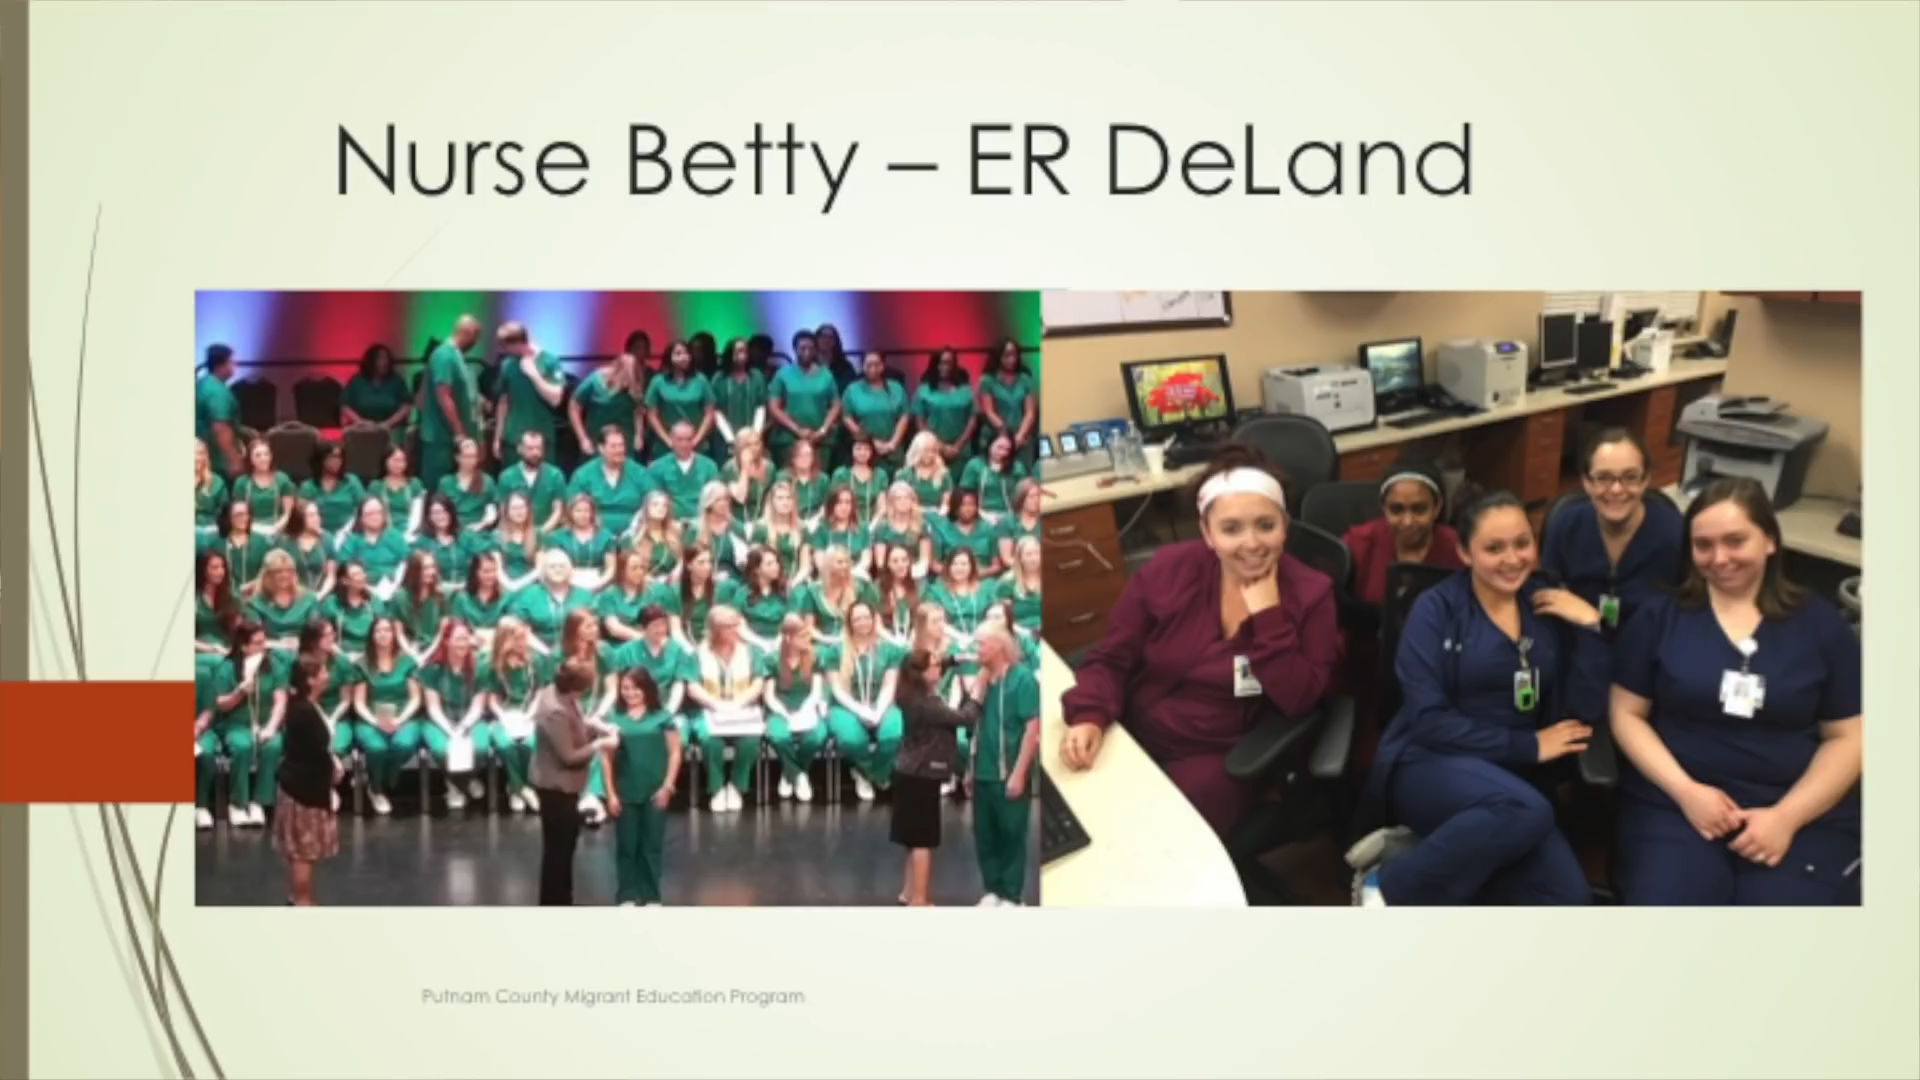 Nurse Betty – ER DeLand
Putnam County Migrant Education Program